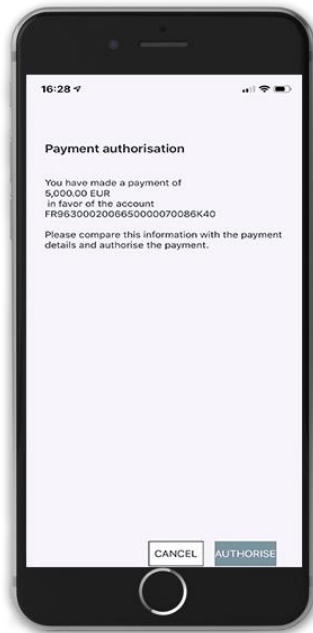 16:28
Payment authorisation
You have made a payment of
5,000.00 EUR
in favor of the account
FR9630002006650000070086K40
Please compare this information with the payment
details and authorise the payment.
CANCEL
AUTHORISE